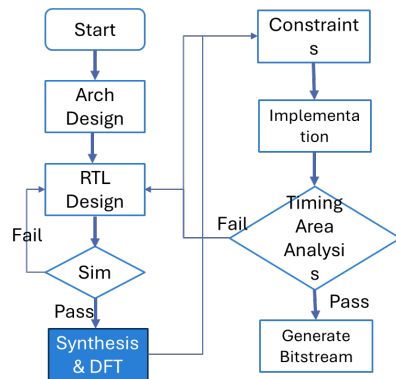 Start
Arch
Design
RTL
Design
Fail
Sim
Pass
Synthesis
& DFT
Constraint
s
Implementa
tion
Timing
Area
Analysi
s
Fail
Pass
Generate
Bitstream